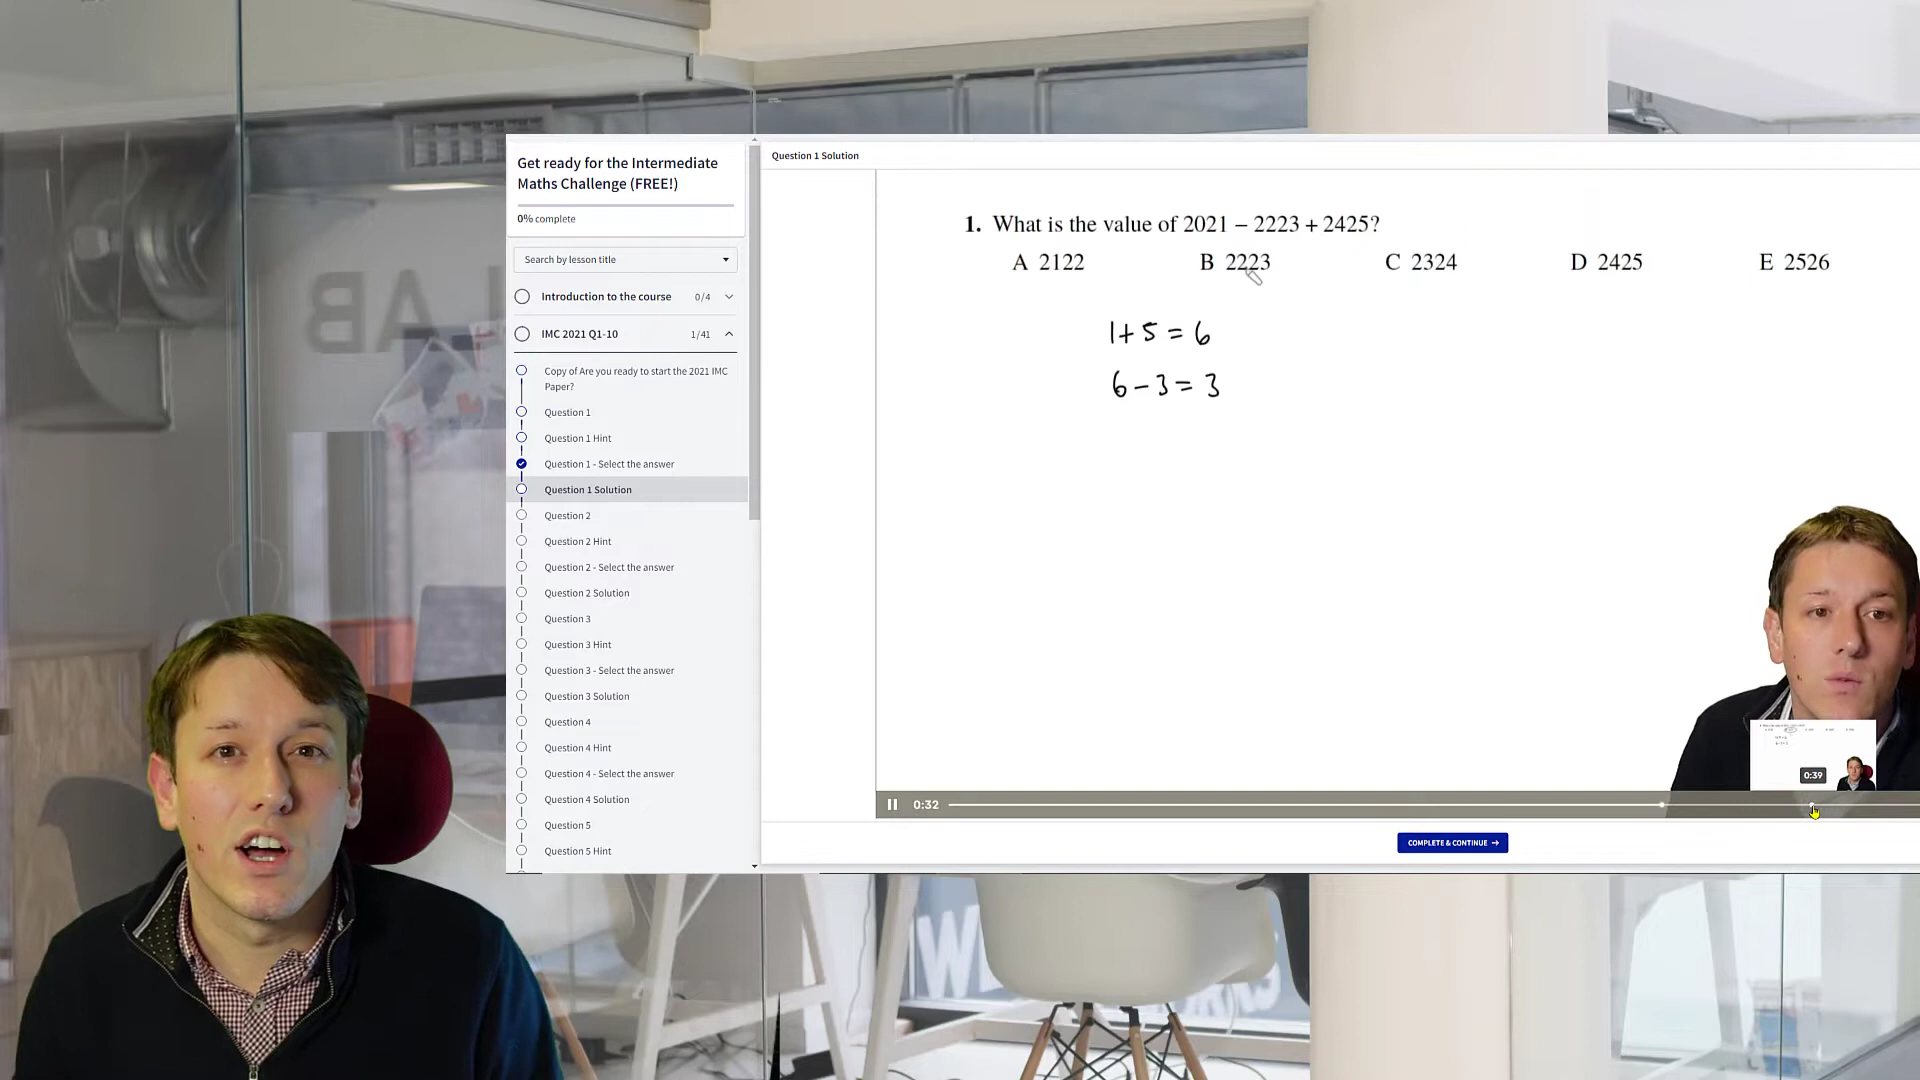 Get ready for the Intermediate
Maths Challenge (FREE!)
0% complete
Search by lesson title
Introduction to the course 0/4
IMC 2021 Q1-10 1/41
Copy of Are you ready to start the 2021 IMC
Paper?
Question 1
Question 1 Hint
Question 1 - Select the answer
Question 1 Solution
Question 2
Question 2 Hint
Question 2 - Select the answer
Question 2 Solution
Question 3
Question 3 Hint
Question 3 - Select the answer
Question 3 Solution
Question 4
Question 4 Hint
Question 4 - Select the answer
Question 4 Solution
Question 5
Question 5 Hint
Question 1 Solution
1. What is the value of 2021 − 2223 + 2425?
A 2122 B 2223 C 2324 D 2425 E 2526
1+5=6
6-3=3
0:39
0:32
COMPLETE & CONTINUE →